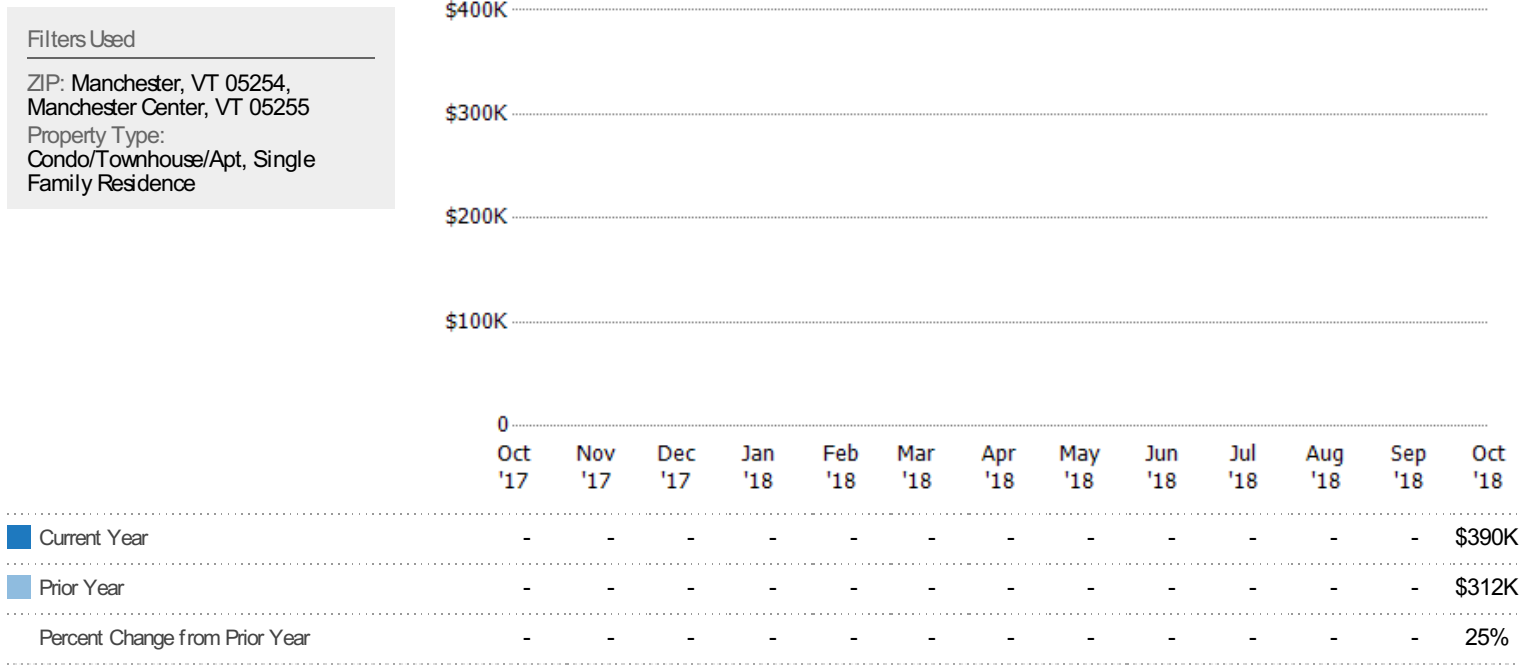 Filters Used
ZIP: Manchester, VT 05254,
Manchester Center, VT 05255
Property Type:
Condo/Townhouse/Apt, Single
Family Residence
$400K
$300K
$200K
$100K
0
Oct Nov Dec Jan Feb Mar Apr May Jun Jul Aug Sep Oct
'17 '17 '17 '18 '18 '18 '18 '18 '18 '18 '18 '18 '18
Current Year - - - - - - - - - - - - $390K
Prior Year - - - - - - - - - - - - $312K
Percent Change from Prior Year - - - - - - - - - - - - 25%